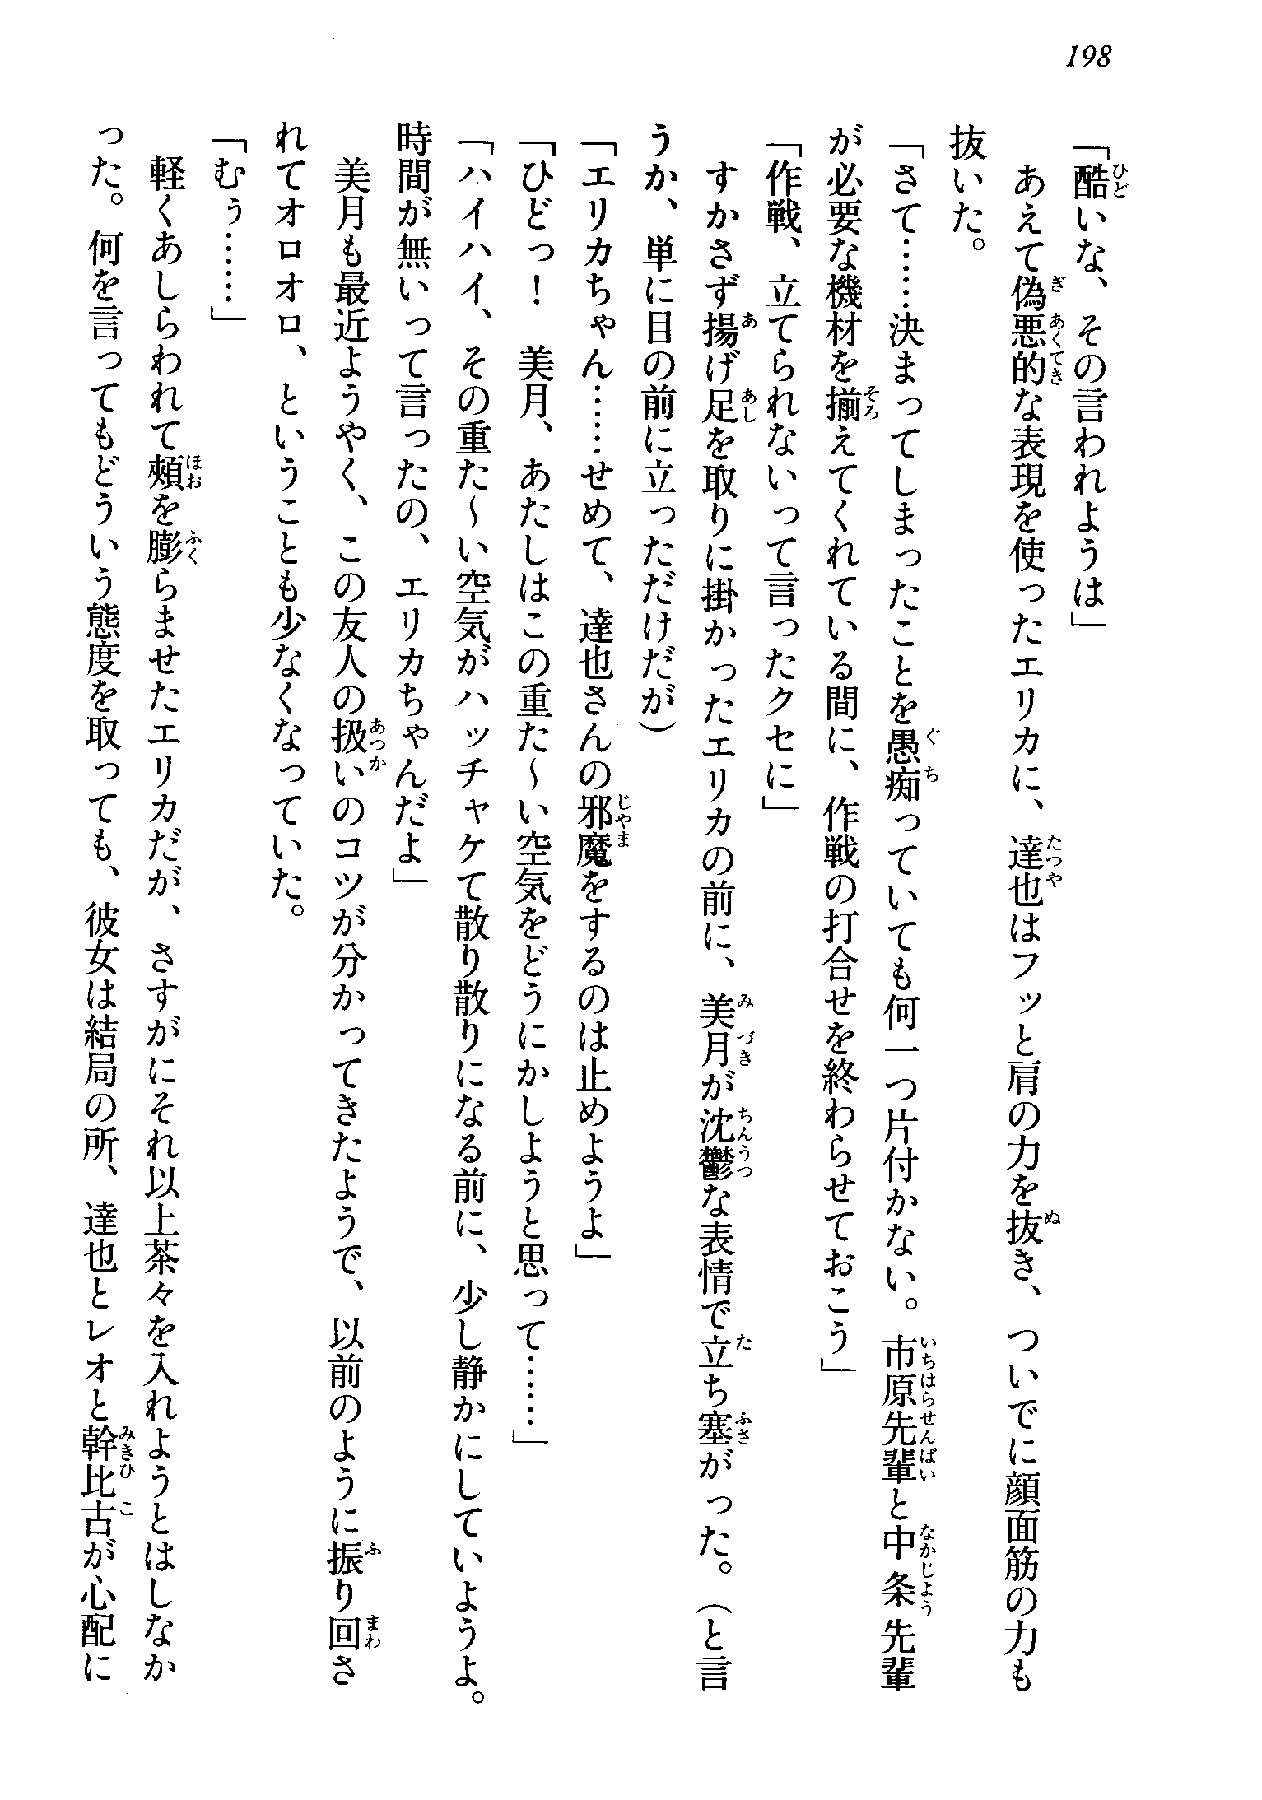 198
「酷いな、その言われようは」
　あえて偽悪的な表現を使ったエリカに、達也はフッと肩の力を抜き、ついでに顔面筋の力も
抜いた。
「さて……決まってしまったことを愚痴っていても何一つ片付かない。市原先輩と中条先輩
が必要な機材を揃えてくれている間に、作戦の打合せを終わらせておこう」
「作戦、立てられないって言ったクセに」
　すかさず揚げ足を取りに掛かったエリカの前に、美月が沈鬱な表情で立ち塞がった。（と言
うか、単に目の前に立っただけだが）
「エリカちゃん……せめて、達也さんの邪魔をするのは止めようよ」
「ひどっ！　美月、あたしはこの重た～い空気をどうにかしようと思って……」
「ハイハイ、その重た～い空気がハッチャケて散り散りになる前に、少し静かにしていようよ。
時間が無いって言ったの、エリカちゃんだよ」
　美月も最近ようやく、この友人の扱いのコツが分かってきたようで、以前のように振り回さ
れてオロオロ、ということも少なくなっていた。
「むぅ……」
　軽くあしらわれて頰を膨らませたエリカだが、さすがにそれ以上茶々を入れようとはしなか
った。何を言ってもどういう態度を取っても、彼女は結局の所、達也とレオと幹比古が心配に